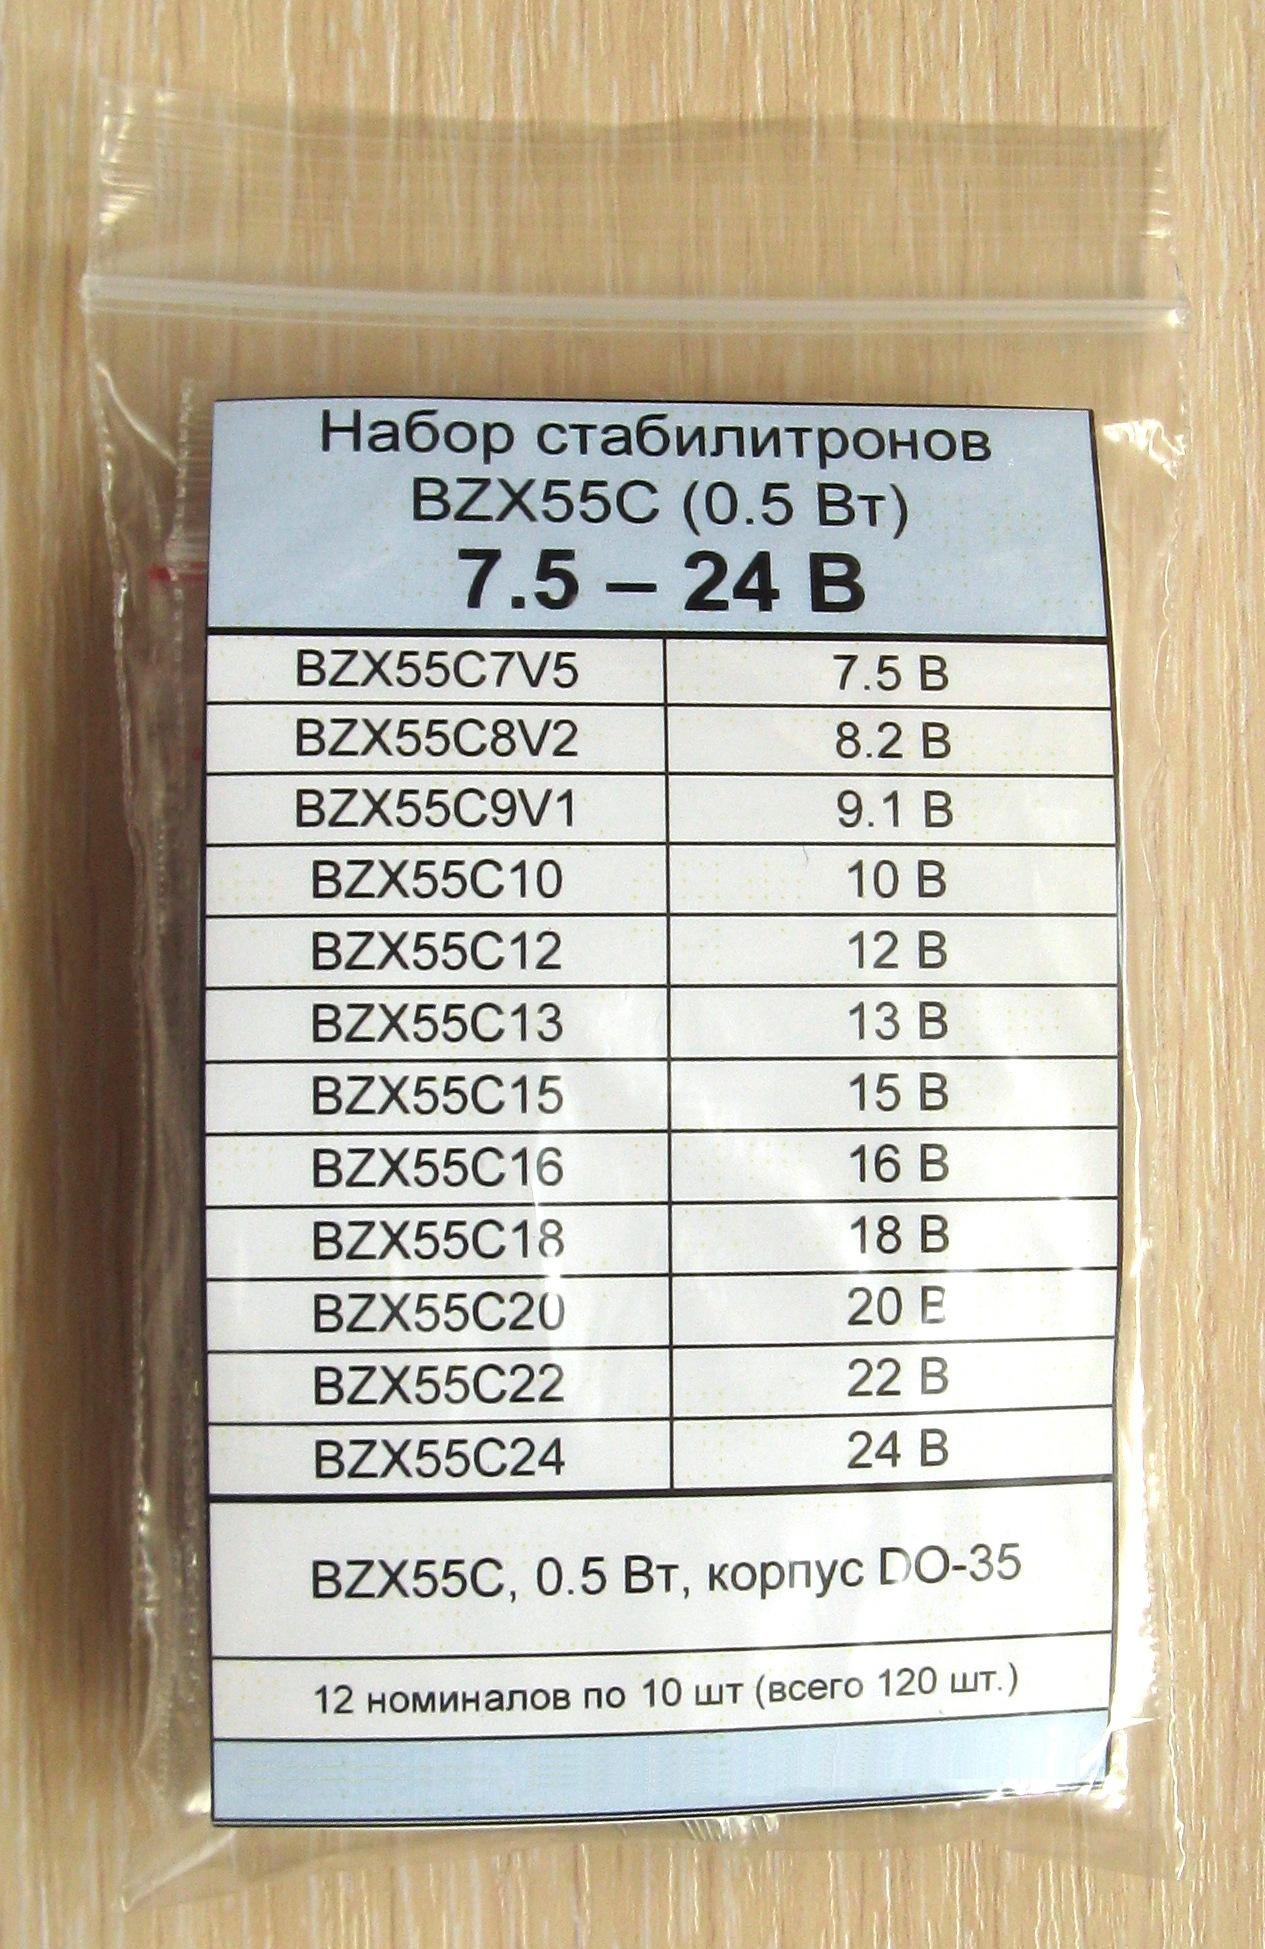 Набор стабилитронов
BZX55C (0.5 Вт)
7.5 – 24 В
BZX55C7V5 7.5 В
BZX55C8V2 8.2 В
BZX55C9V1 9.1 В
BZX55C10 10 В
BZX55C12 12 В
BZX55C13 13 В
BZX55C15 15 В
BZX55C16 16 В
BZX55C18 18 В
BZX55C20 20 В
BZX55C22 22 В
BZX55C24 24 В
BZX55C, 0.5 Вт, корпус DO-35
12 номиналов по 10 шт (всего 120 шт.)